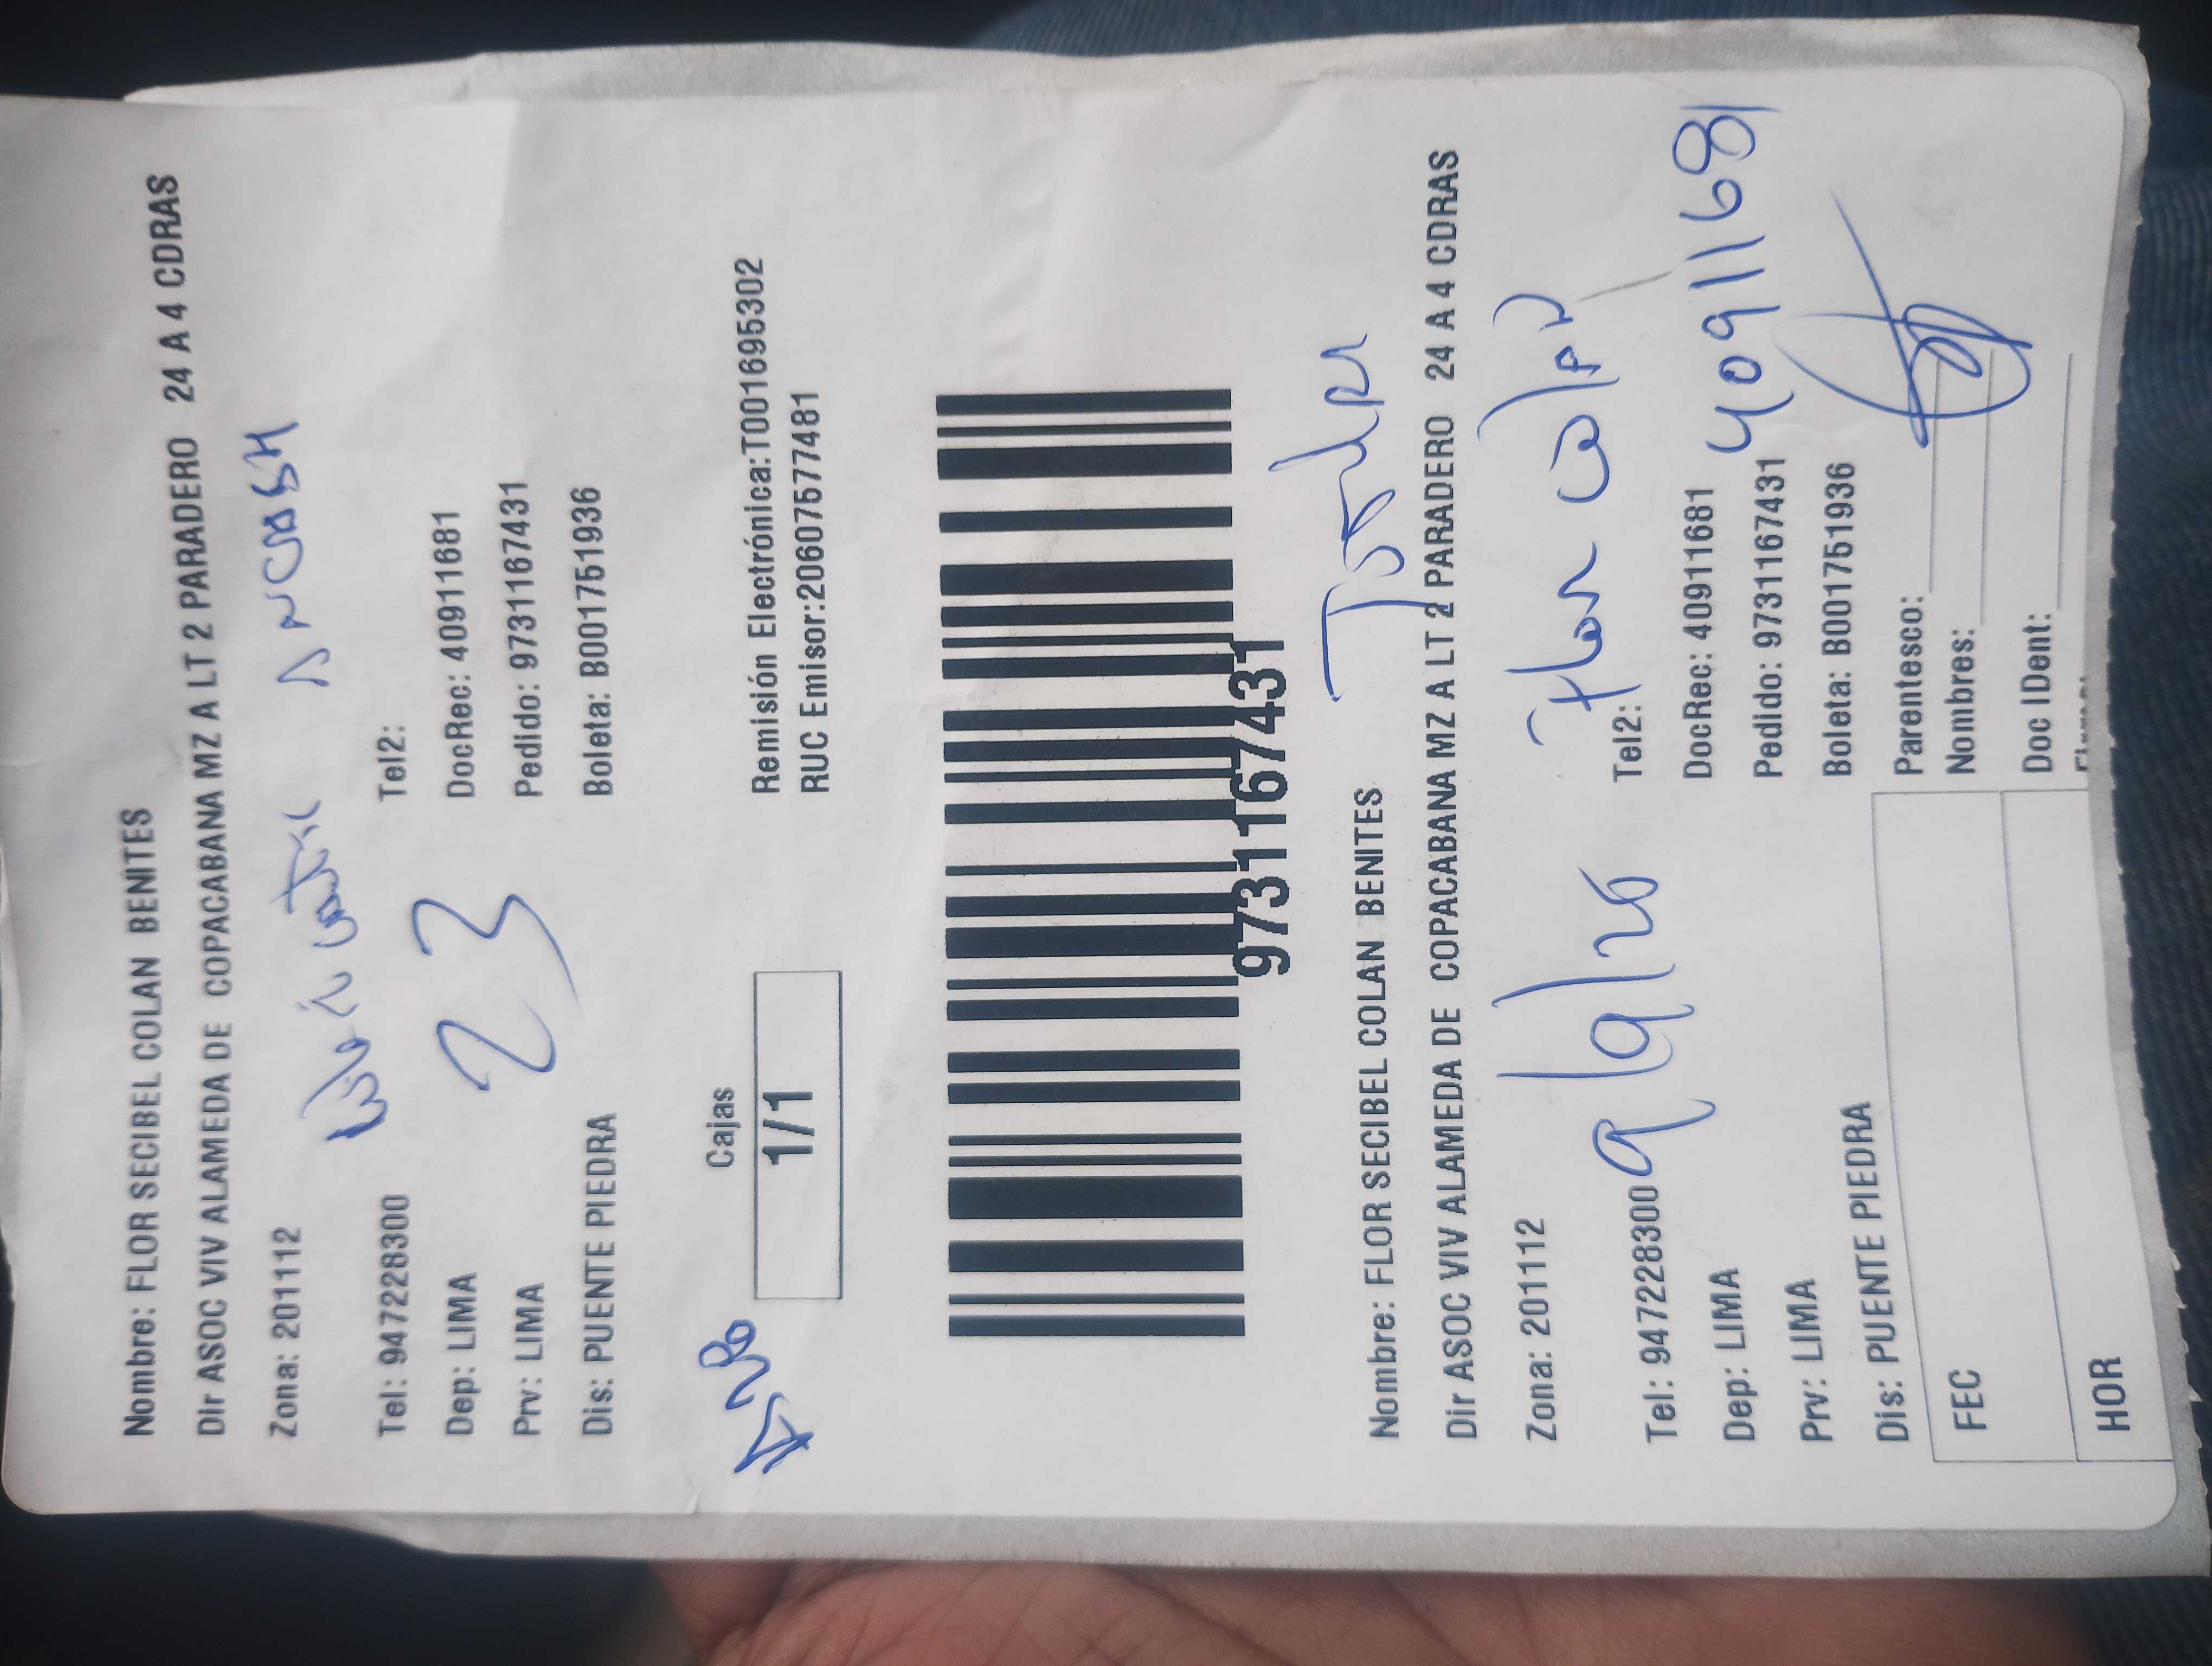 Nombre: FLOR SECIBEL COLAN BENITES
Dir ASOC VIV ALAMEDA DE COPACABANA MZ A LT 2 PARADERO 24 A 4 CDRAS
Zona: 201112
ANCASH
Tel: 947228300 Tel2:
Dep: LIMA 23 DocRec: 40911681
Prv: LIMA Pedido: 9731167431
Dis: PUENTE PIEDRA Boleta: B001751936
Cajas
1/1
Remisión Electrónica:T001695302
RUC Emisor:20607577481
9731167431
Nombre: FLOR SECIBEL COLAN BENITES
Dir ASOC VIV ALAMEDA DE COPACABANA MZ A LT 2 PARADERO 24 A 4 CDRAS
Zona: 201112
Flor Colan
Tel: 947228300 Tel2:
Dep: LIMA DocRec: 40911681
40911681
Prv: LIMA Pedido: 9731167431
Dis: PUENTE PIEDRA Boleta: B001751936
FEC Parentesco:
Nombres:
HOR Doc IDent: